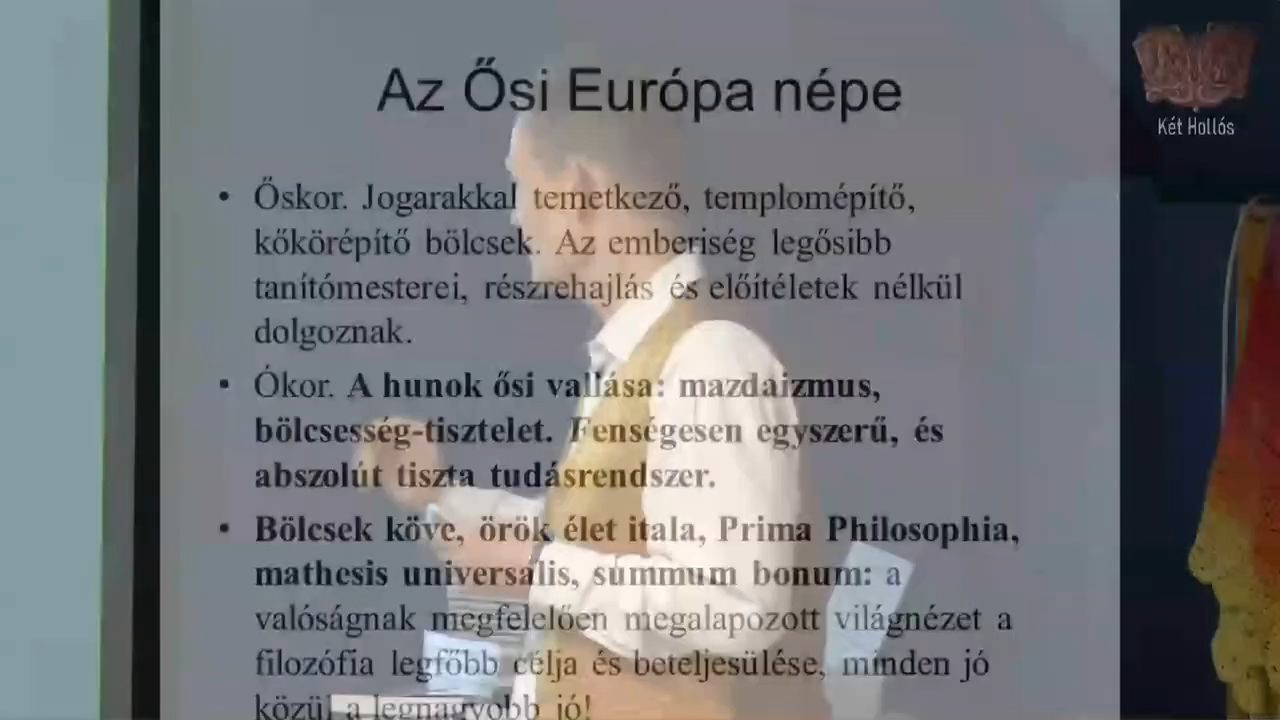 Az Ősi Európa népe
Két Hollós
• Őskor. Jogarakkal temetkező, templomépítő,
kőkörépítő bölcsek. Az emberiség legősibb
tanítómesterei, részrehajlás és előítéletek nélkül
dolgoznak.
• Ókor. A hunok ősi vallása: mazdaizmus,
bölcsesség-tisztelet. Fenségesen egyszerű, és
abszolút tiszta tudásrendszer.
• Bölcsek köve, örök élet itala, Prima Philosophia,
mathesis universalis, summum bonum: a
valóságnak megfelelően megalapozott világnézet a
filozófia legfőbb célja és beteljesülése, minden jó
közül a legnagyobb jó!